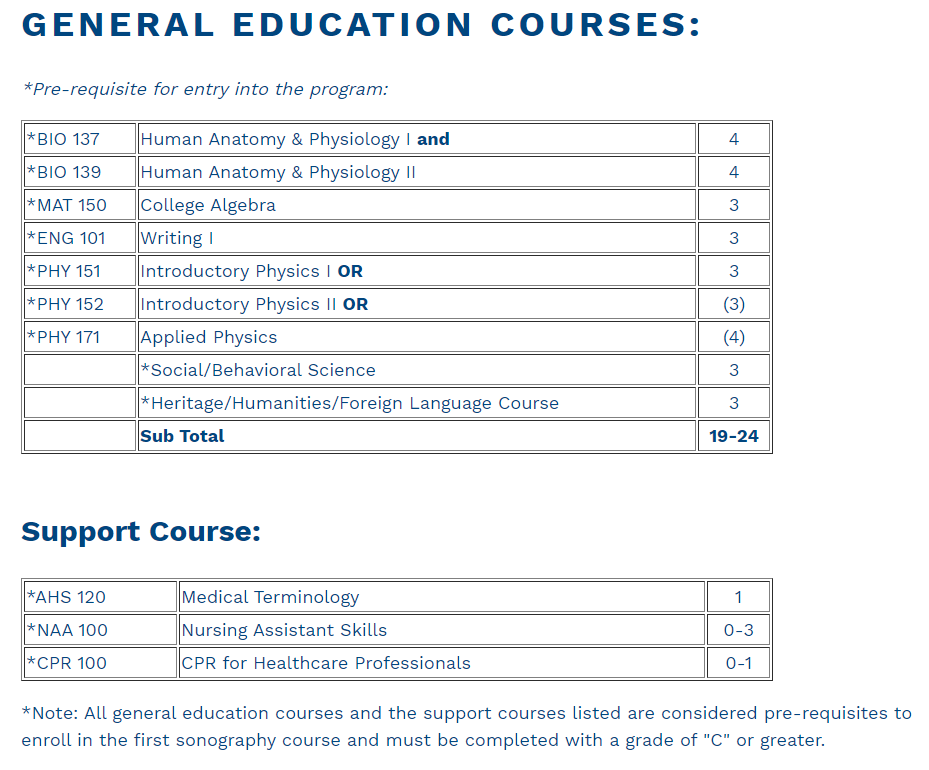 GENERAL EDUCATION COURSES:
*Pre-requisite for entry into the program:
*BIO 137 Human Anatomy & Physiology I and 4
*BIO 139 Human Anatomy & Physiology II 4
*MAT 150 College Algebra 3
*ENG 101 Writing I 3
*PHY 151 Introductory Physics I OR 3
*PHY 152 Introductory Physics II OR (3)
*PHY 171 Applied Physics (4)
*Social/Behavioral Science 3
*Heritage/Humanities/Foreign Language Course 3
Sub Total 19-24
Support Course:
*AHS 120 Medical Terminology 1
*NAA 100 Nursing Assistant Skills 0-3
*CPR 100 CPR for Healthcare Professionals 0-1
*Note: All general education courses and the support courses listed are considered pre-requisites to
enroll in the first sonography course and must be completed with a grade of "C" or greater.